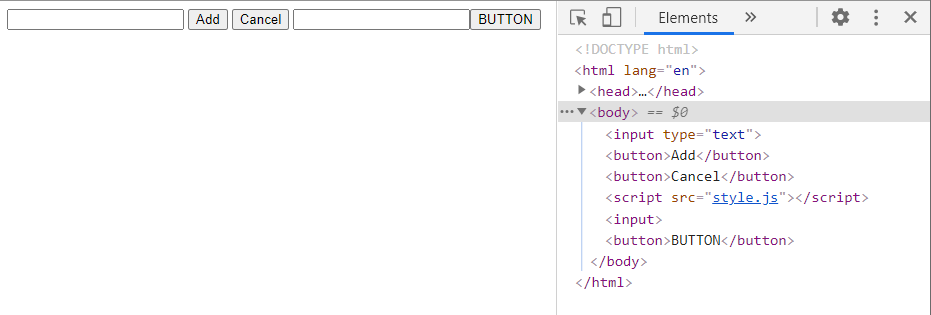 Add Cancel BUTTON
Elements
<!DOCTYPE html>
<html lang="en">
<head>…</head>
<body> == $0
<input type="text">
<button>Add</button>
<button>Cancel</button>
<script src="style.js"></script>
<input>
<button>BUTTON</button>
</body>
</html>